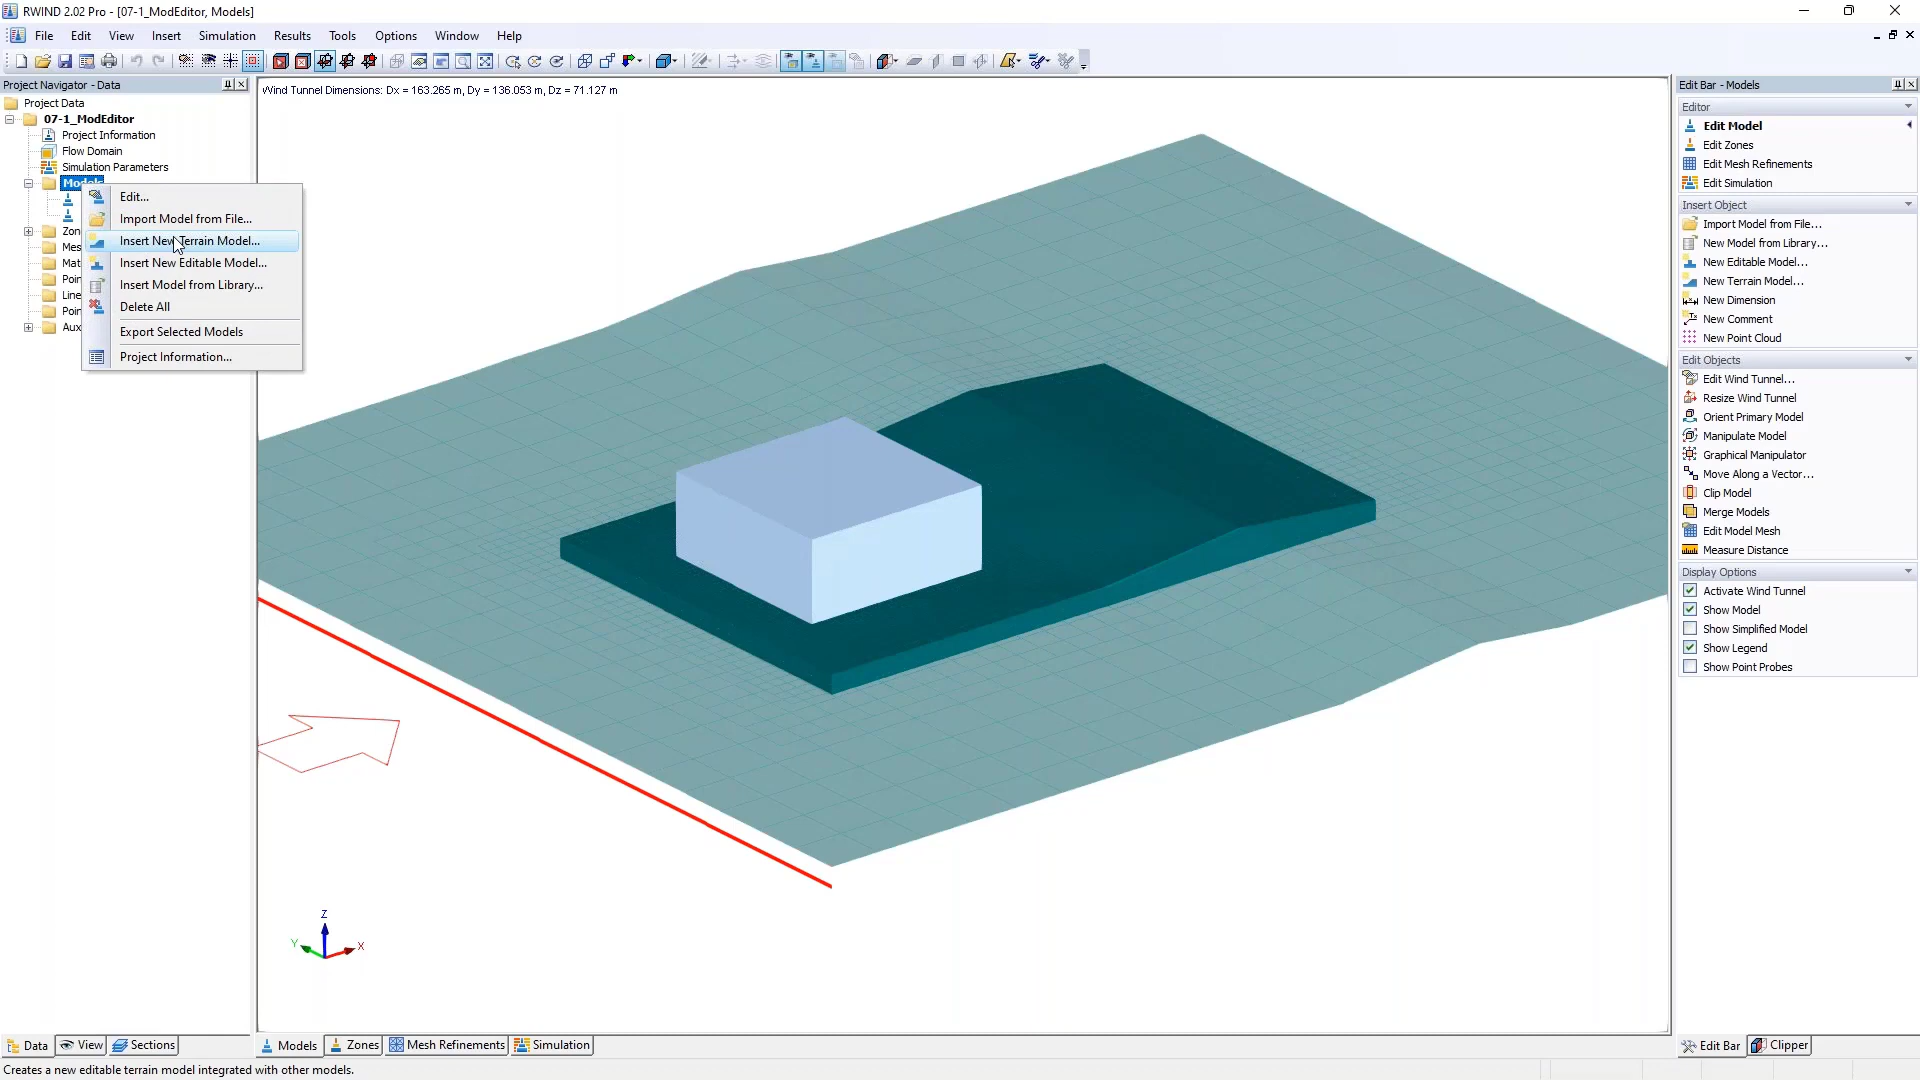 RWIND 2.02 Pro - [07-1_ModEditor, Models]
File Edit View Insert Simulation Results Tools Options Window Help
Project Navigator - Data
Project Data
07-1_ModEditor
Project Information
Flow Domain
Simulation Parameters
Models
Zon
Mes
Mat
Poin
Line
Poin
Aux
Edit...
Import Model from File...
Insert New Terrain Model...
Insert New Editable Model...
Insert Model from Library...
Delete All
Export Selected Models
Project Information...
Wind Tunnel Dimensions: Dx = 163.265 m, Dy = 136.053 m, Dz = 71.127 m
Z
Y
X
Edit Bar - Models
Editor
Edit Model
Edit Zones
Edit Mesh Refinements
Edit Simulation
Insert Object
Import Model from File...
New Model from Library...
New Editable Model...
New Terrain Model...
New Dimension
New Comment
New Point Cloud
Edit Objects
Edit Wind Tunnel...
Resize Wind Tunnel
Orient Primary Model
Manipulate Model
Graphical Manipulator
Move Along a Vector...
Clip Model
Merge Models
Edit Model Mesh
Measure Distance
Display Options
Activate Wind Tunnel
Show Model
Show Simplified Model
Show Legend
Show Point Probes
Data View Sections
Models Zones Mesh Refinements Simulation
Edit Bar Clipper
Creates a new editable terrain model integrated with other models.